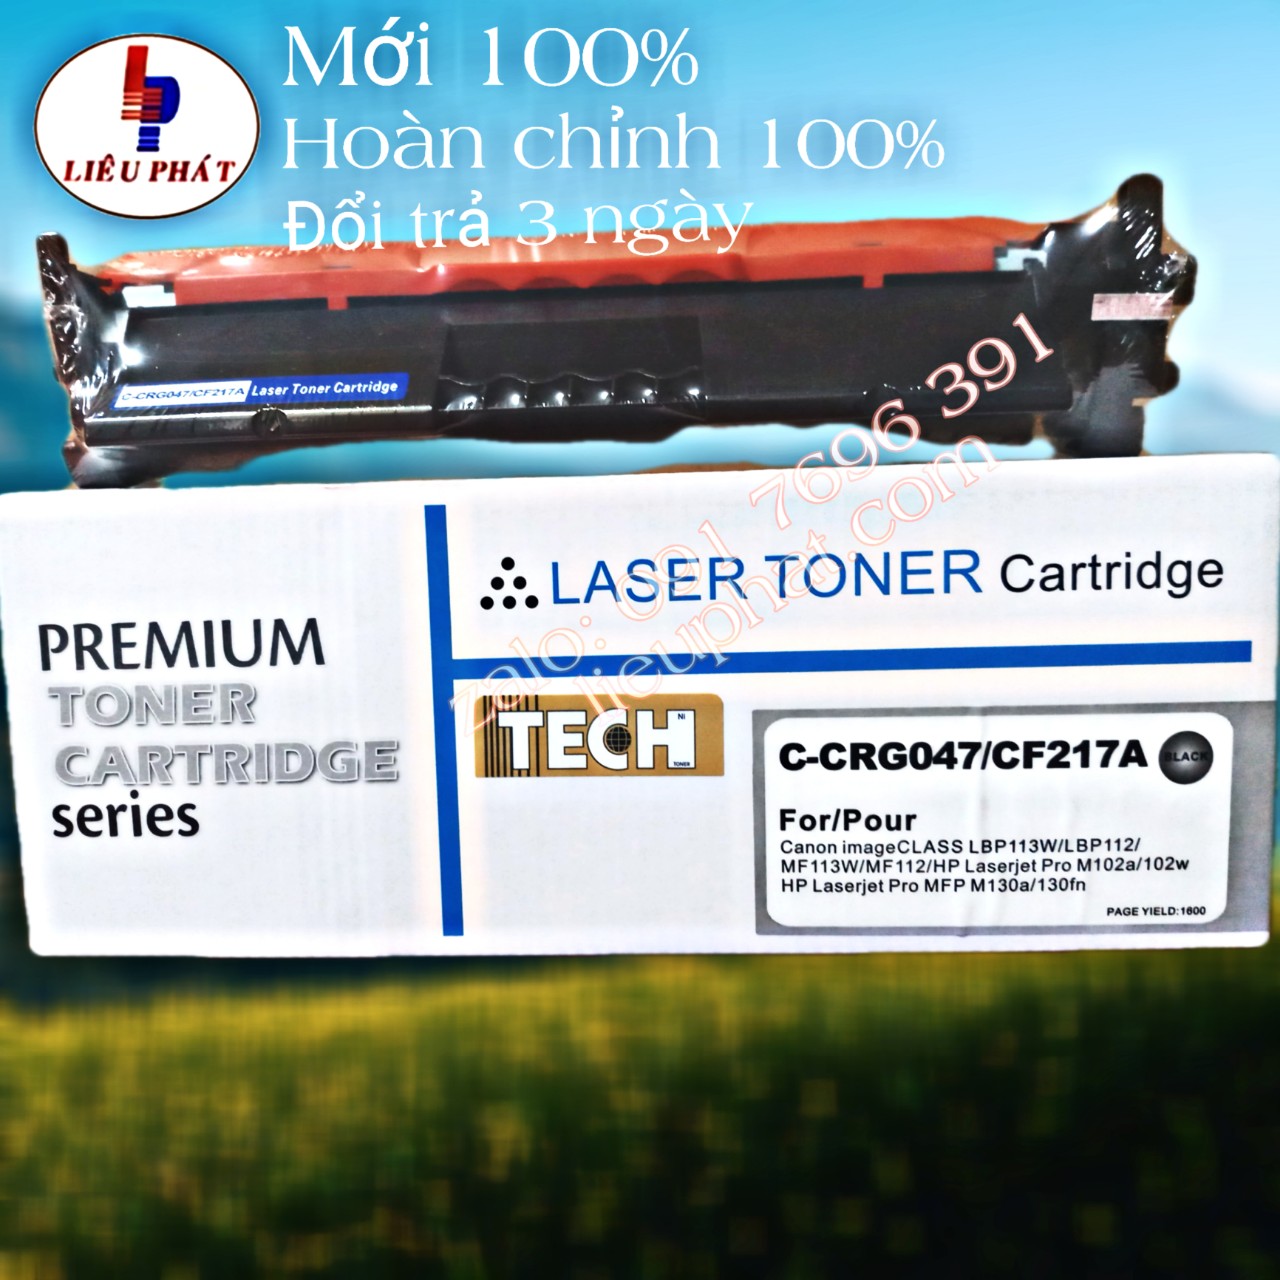 LIÊU PHÁT
Mới 100%
Hoàn chỉnh 100%
Đổi trả 3 ngày
C-CRG047/CF217A Laser Toner Cartridge
zalo: 091 7696 391
lieuphat.com
LASER TONER Cartridge
PREMIUM
TONER
CARTRIDGE
series
TECH
NI
TONER
C-CRG047/CF217A BLACK
For/Pour
Canon imageCLASS LBP113W/LBP112/
MF113W/MF112/HP Laserjet Pro M102a/102w
HP Laserjet Pro MFP M130a/130fn
PAGE YIELD:1600